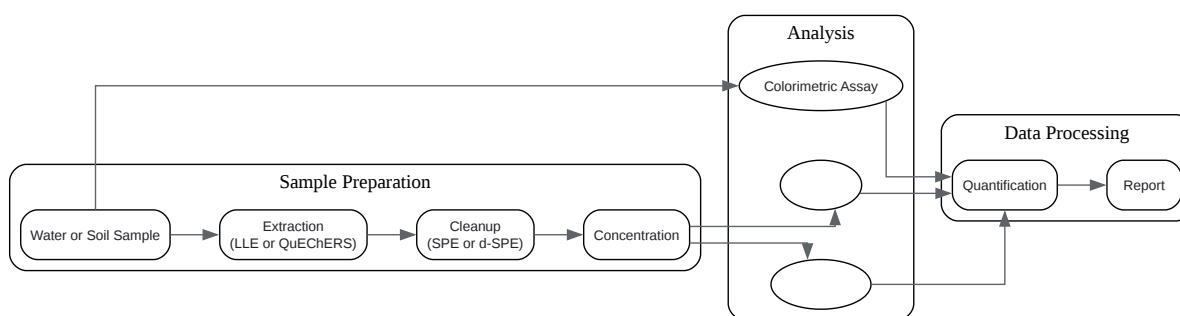 Analysis
Colorimetric Assay
Data Processing
Sample Preparation
Quantification
Report
Water or Soil Sample
Extraction
(LLE or QuEChERS)
Cleanup
(SPE or d-SPE)
Concentration